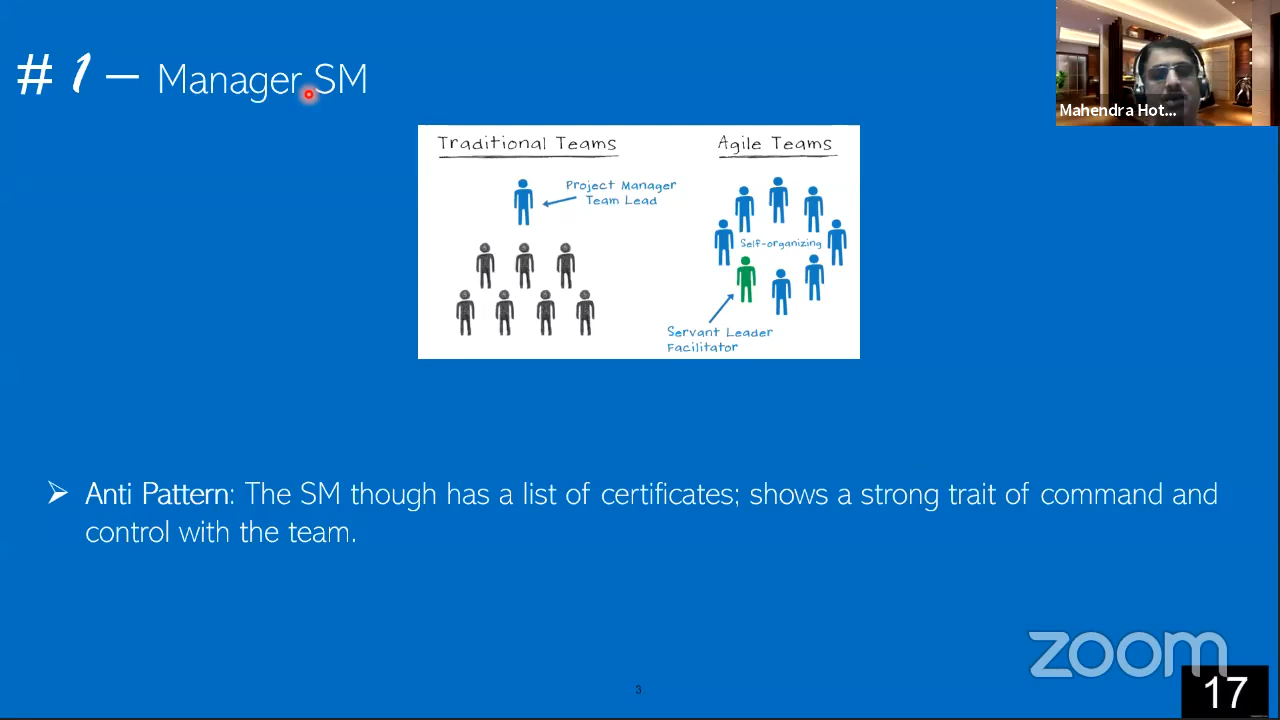 # 1 – Manager SM
Mahendra Hot...
Traditional Teams
Agile Teams
Project Manager
Team Lead
Self-organizing
Servant Leader
Facilitator
➢ Anti Pattern: The SM though has a list of certificates; shows a strong trait of command and
control with the team.
zoom
3
17